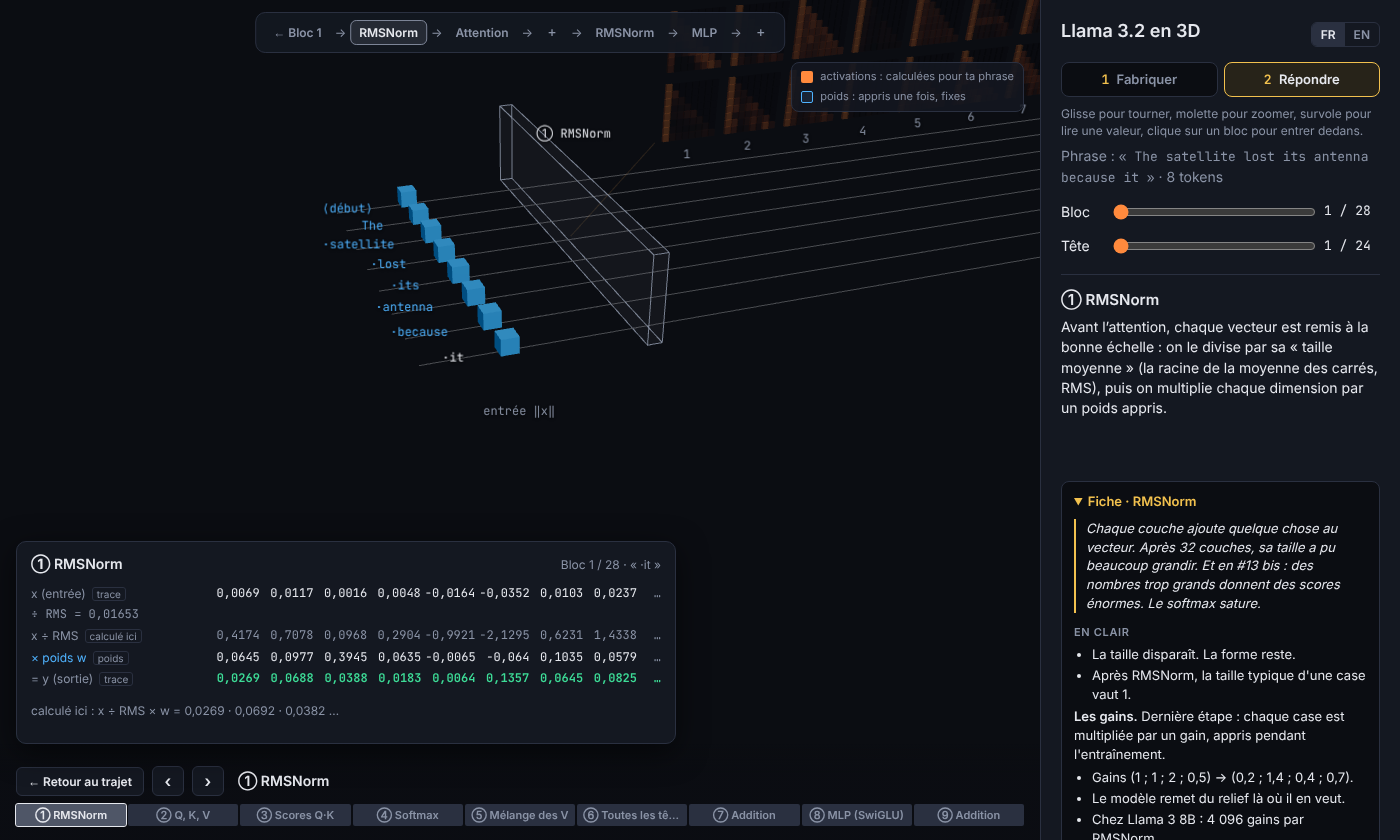 ← Bloc 1 → RMSNorm → Attention → + → RMSNorm → MLP → +
activations : calculées pour ta phrase
poids : appris une fois, fixes
① RMSNorm
1 2 3 4 5 6 7
(début)
The
·satellite
·lost
·its
·antenna
·because
·it
entrée ‖x‖
① RMSNorm Bloc 1 / 28 · « ·it »
x (entrée) trace 0,0069 0,0117 0,0016 0,0048 -0,0164 -0,0352 0,0103 0,0237 …
÷ RMS = 0,01653
x ÷ RMS calculé ici 0,4174 0,7078 0,0968 0,2904 -0,9921 -2,1295 0,6231 1,4338 …
× poids w poids 0,0645 0,0977 0,3945 0,0635 -0,0065 -0,064 0,1035 0,0579 …
= y (sortie) trace 0,0269 0,0688 0,0388 0,0183 0,0064 0,1357 0,0645 0,0825 …
calculé ici : x ÷ RMS × w = 0,0269 · 0,0692 · 0,0382 …
← Retour au trajet ‹ › ① RMSNorm
① RMSNorm ② Q, K, V ③ Scores Q·K ④ Softmax ⑤ Mélange des V ⑥ Toutes les tê… ⑦ Addition ⑧ MLP (SwiGLU) ⑨ Addition
Llama 3.2 en 3D FR EN
1 Fabriquer 2 Répondre
Glisse pour tourner, molette pour zoomer, survole pour
lire une valeur, clique sur un bloc pour entrer dedans.
Phrase : « The satellite lost its antenna
because it » · 8 tokens
Bloc 1 / 28
Tête 1 / 24
① RMSNorm
Avant l’attention, chaque vecteur est remis à la
bonne échelle : on le divise par sa « taille
moyenne » (la racine de la moyenne des carrés,
RMS), puis on multiplie chaque dimension par
un poids appris.
▼ Fiche · RMSNorm
Chaque couche ajoute quelque chose au
vecteur. Après 32 couches, sa taille a pu
beaucoup grandir. Et en #13 bis : des
nombres trop grands donnent des scores
énormes. Le softmax sature.
EN CLAIR
• La taille disparaît. La forme reste.
• Après RMSNorm, la taille typique d'une case
vaut 1.
Les gains. Dernière étape : chaque case est
multipliée par un gain, appris pendant
l'entraînement.
• Gains (1 ; 1 ; 2 ; 0,5) → (0,2 ; 1,4 ; 0,4 ; 0,7).
• Le modèle remet du relief là où il en veut.
• Chez Llama 3 8B : 4 096 gains par
RMSNorm